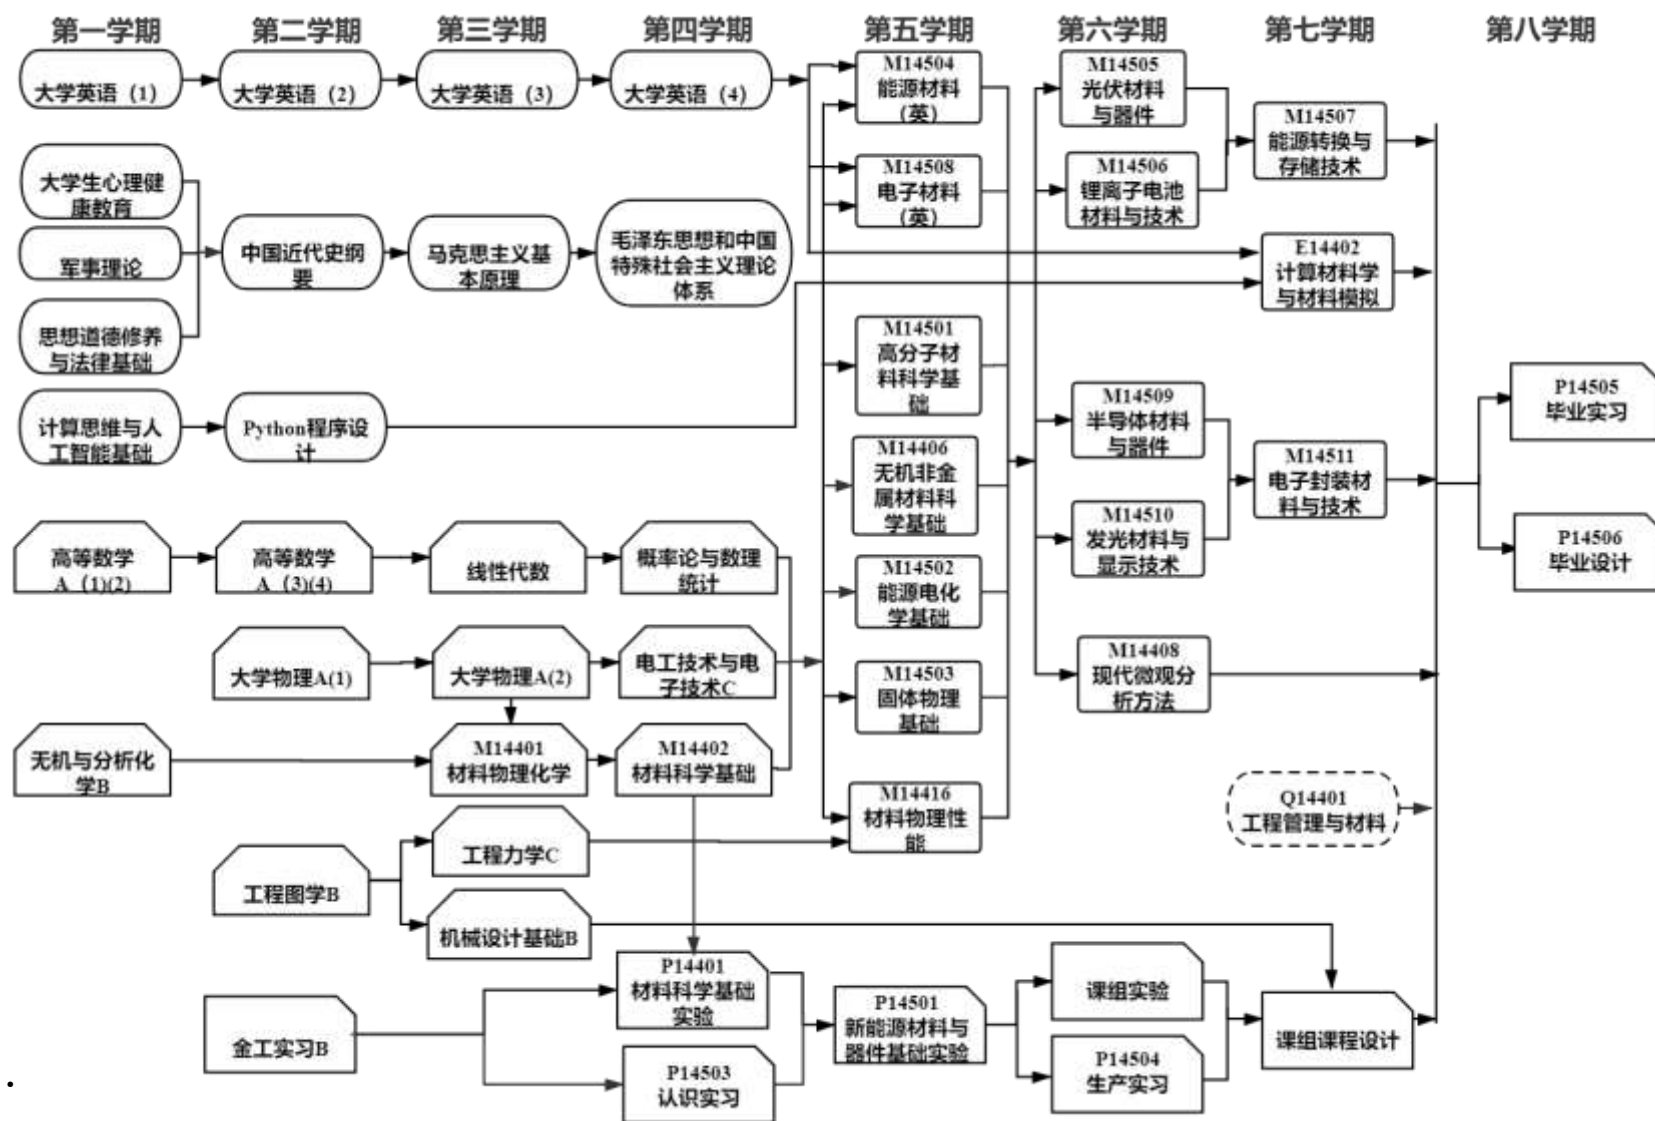 第一学期
第二学期
第三学期
第四学期
第五学期
第六学期
第七学期
第八学期
大学英语（1）
大学英语（2）
大学英语（3）
大学英语（4）
M14504
能源材料
（英）
M14505
光伏材料
与器件
M14507
能源转换与
存储技术
大学生心理健
康教育
M14508
电子材料
（英）
M14506
锂离子电池
材料与技术
军事理论
中国近代史纲
要
马克思主义基
本原理
毛泽东思想和中国
特殊社会主义理论
体系
E14402
计算材料学
与材料模拟
思想道德修养
与法律基础
M14501
高分子材
料科学基
础
计算思维与人
工智能基础
Python程序设
计
M14509
半导体材料
与器件
P14505
毕业实习
M14406
无机非金
属材料科
学基础
M14511
电子封装材
料与技术
高等数学
A（1)(2)
高等数学
A（3)(4)
线性代数
概率论与数理
统计
M14510
发光材料与
显示技术
P14506
毕业设计
M14502
能源电化
学基础
大学物理A(1)
大学物理A(2)
电工技术与电
子技术C
M14503
固体物理
基础
M14408
现代微观分
析方法
无机与分析化
学B
M14401
材料物理化学
M14402
材料科学基础
M14416
材料物理性
能
Q14401
工程管理与材料
工程图学B
工程力学C
机械设计基础B
金工实习B
P14401
材料科学基础
实验
P14501
新能源材料与
器件基础实验
课组实验
课组课程设计
P14503
认识实习
P14504
生产实习